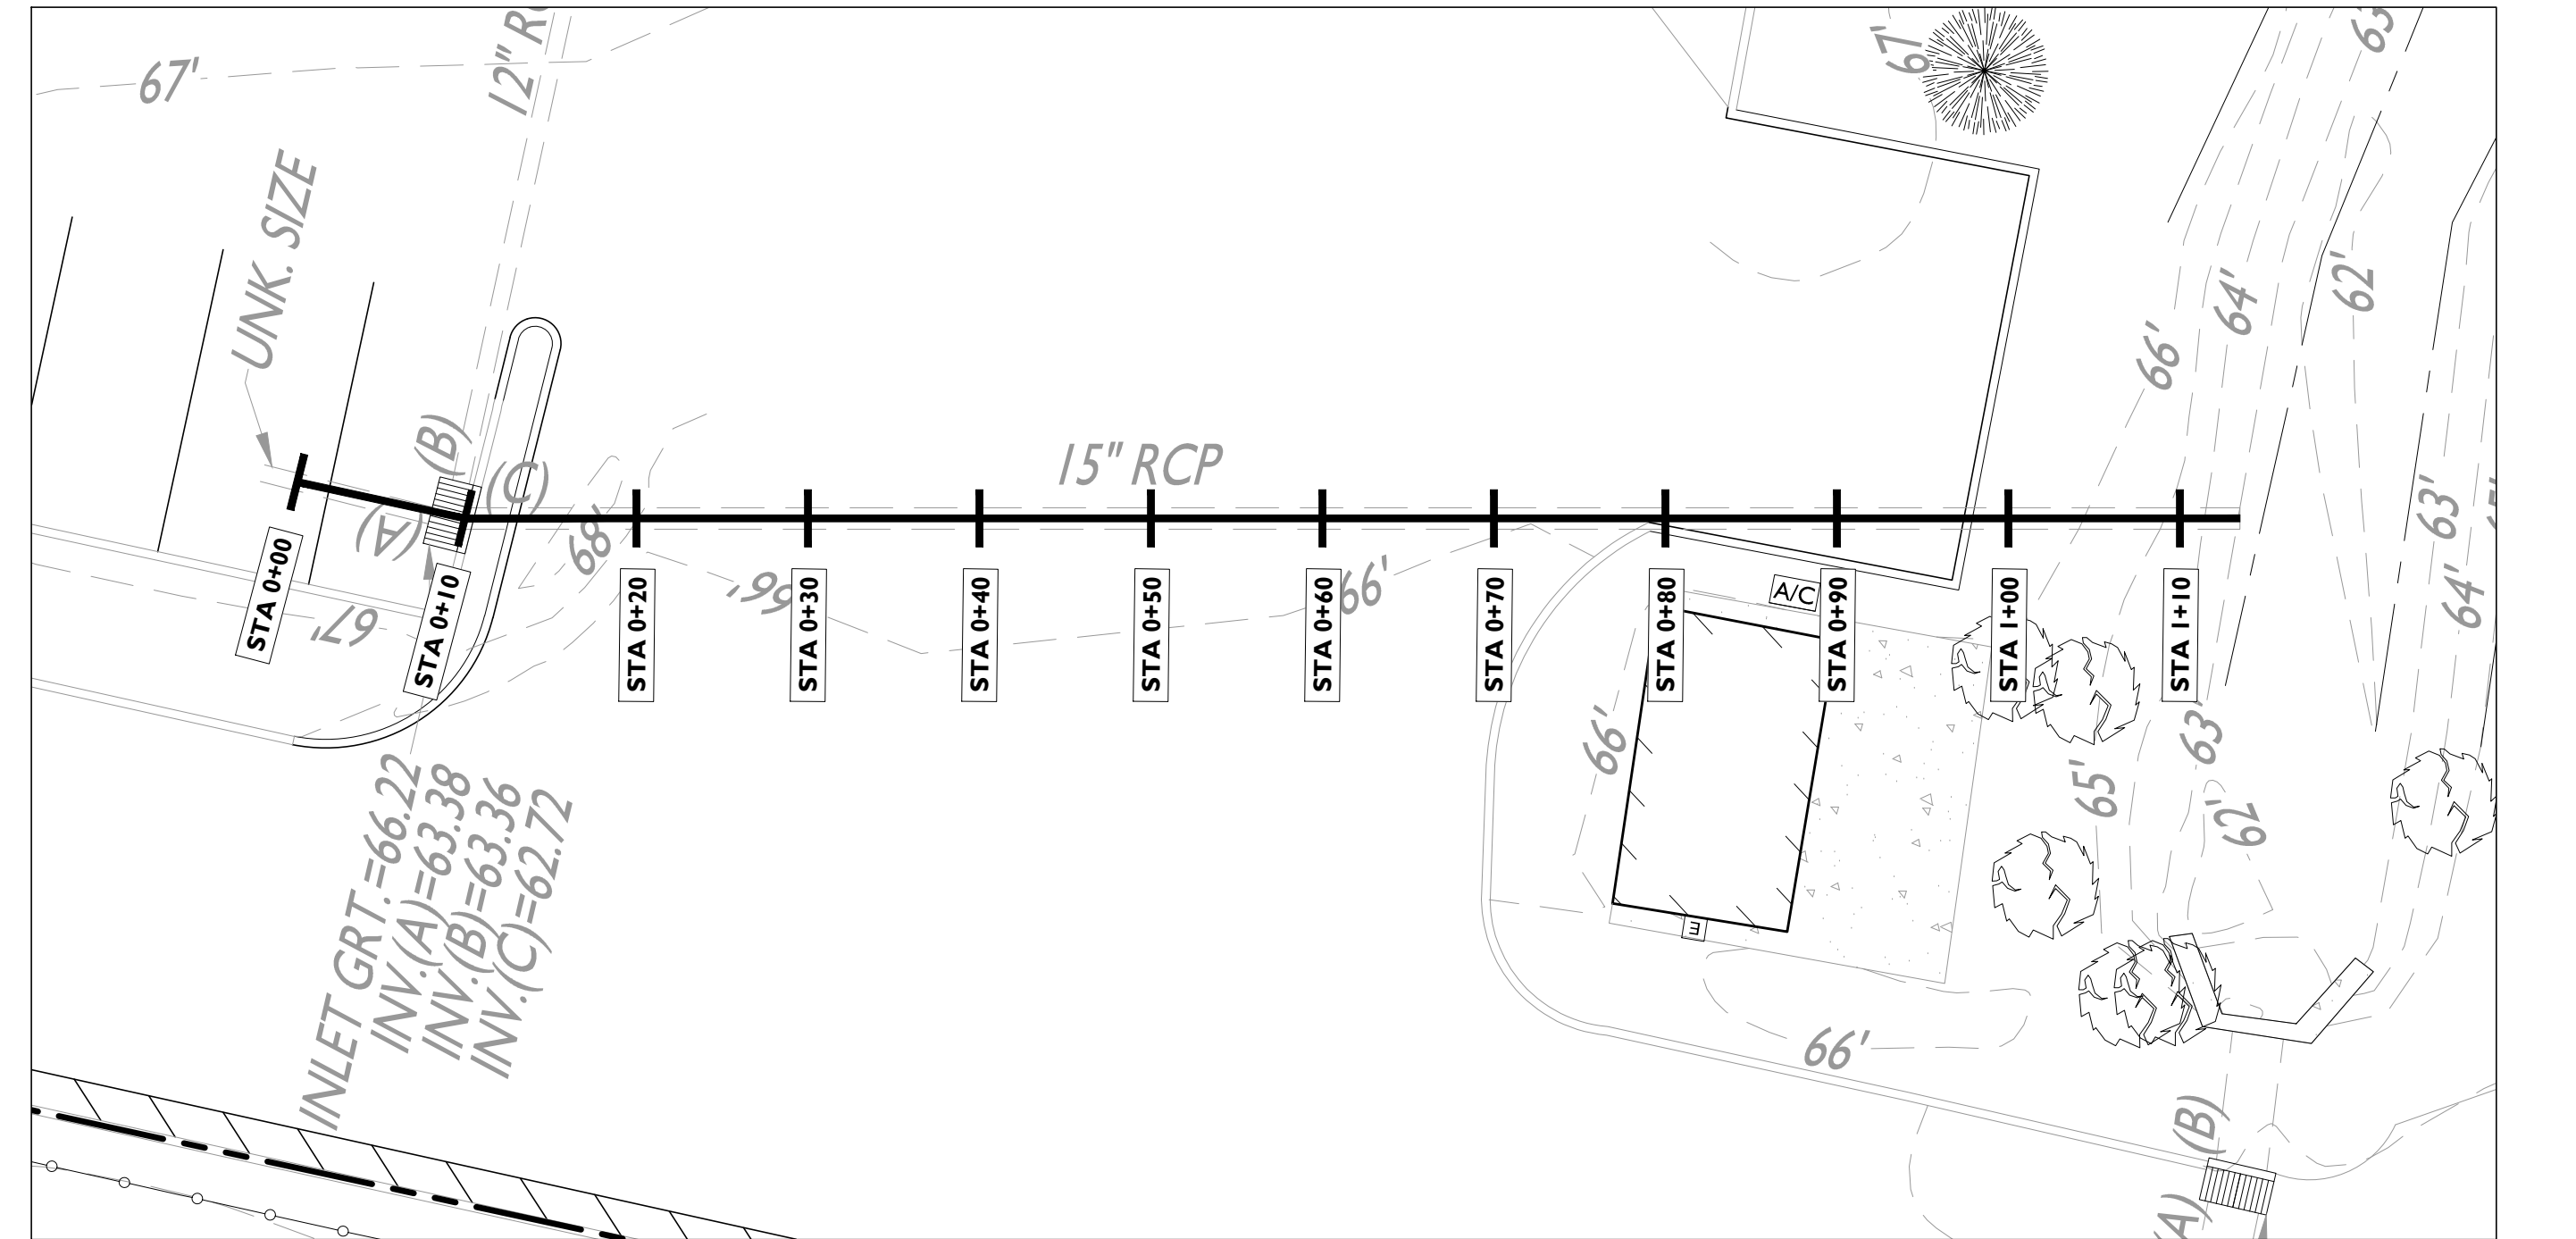 67'
12" RC
67'
63'
UNK. SIZE
62'
64'
66'
(B)
15" RCP
(C)
(A)
68'
63'
STA 0+00
STA 0+10
STA 0+20
STA 0+30
STA 0+40
STA 0+50
STA 0+60
STA 0+70
STA 0+80
STA 0+90
STA 1+00
STA 1+10
66'
66'
A/C
64'
67'
66'
63'
65'
62'
INLET GRT.=66.22
INV.(A)=63.38
INV.(B)=63.36
INV.(C)=62.72
E
66'
(B)
(A)